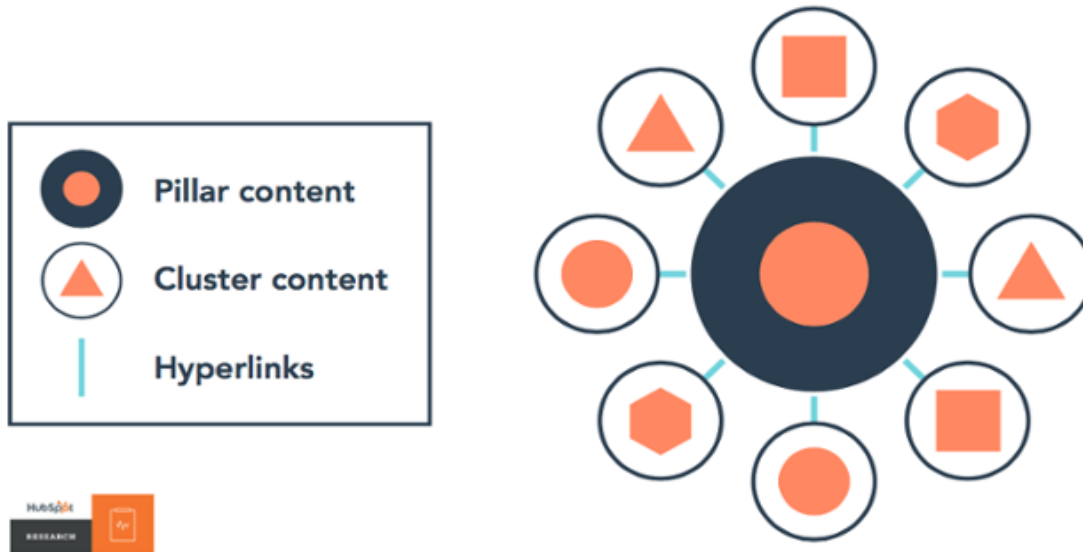 Pillar content
Cluster content
Hyperlinks
HubSpot
RESEARCH